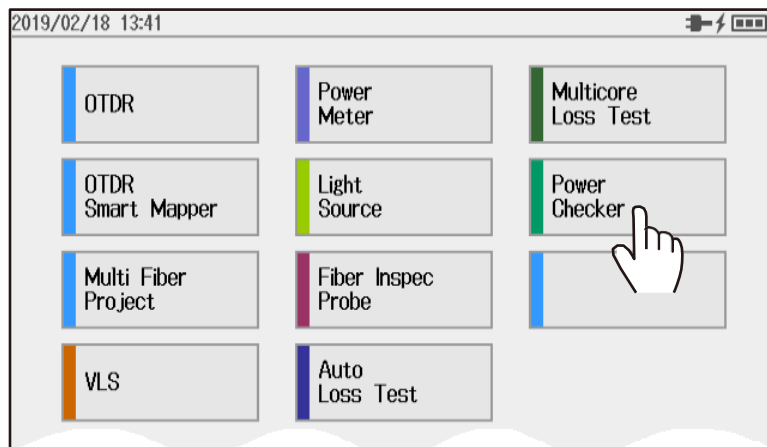 2019/02/18 13:41
OTDR
Power
Meter
Multicore
Loss Test
OTDR
Smart Mapper
Light
Source
Power
Checker
Multi Fiber
Project
Fiber Inspec
Probe
VLS
Auto
Loss Test